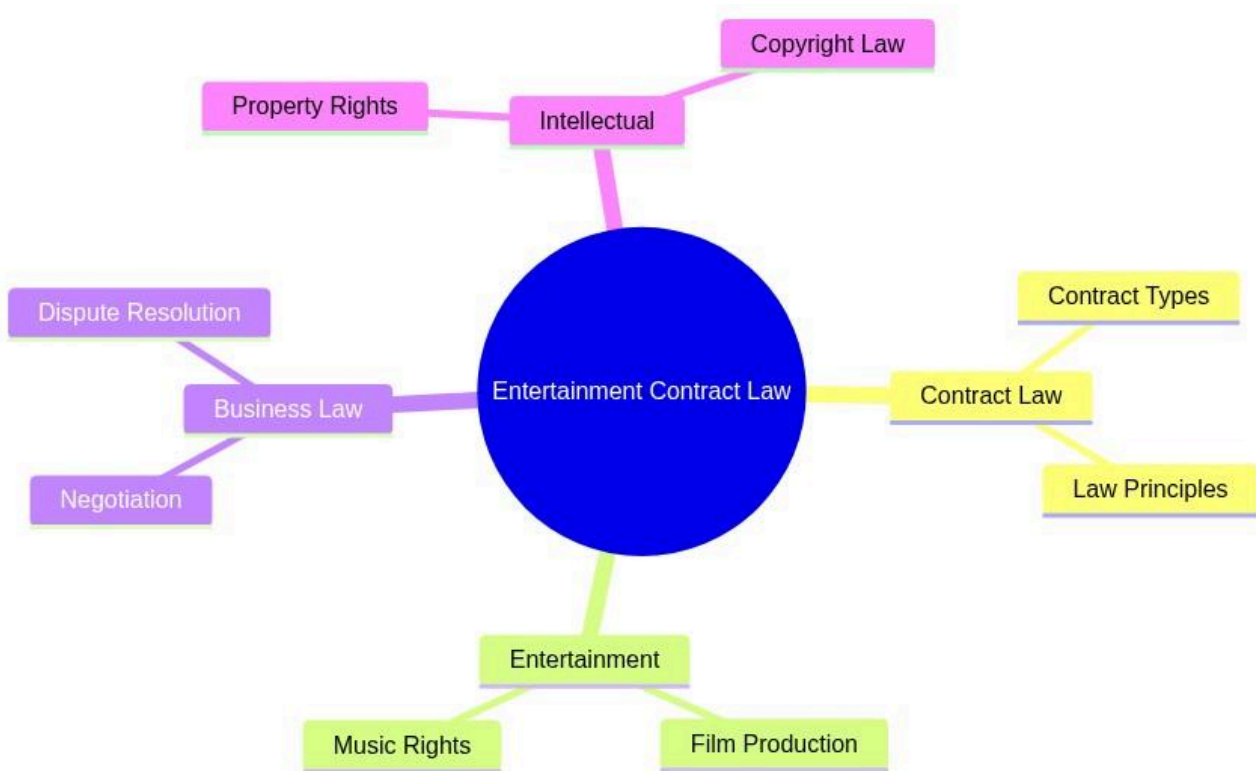 Copyright Law
Property Rights
Intellectual
Dispute Resolution
Business Law
Negotiation
Entertainment Contract Law
Contract Types
Contract Law
Law Principles
Entertainment
Music Rights
Film Production